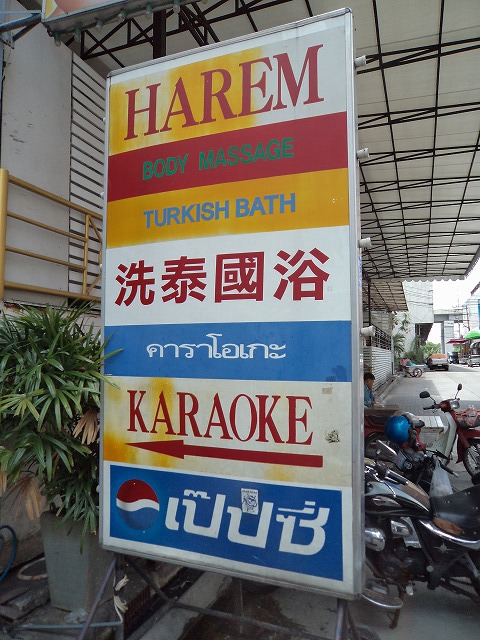 HAREM
BODY MASSAGE
TURKISH BATH
洗泰國浴
คาราโอเกะ
KARAOKE
เป๊ปซี่